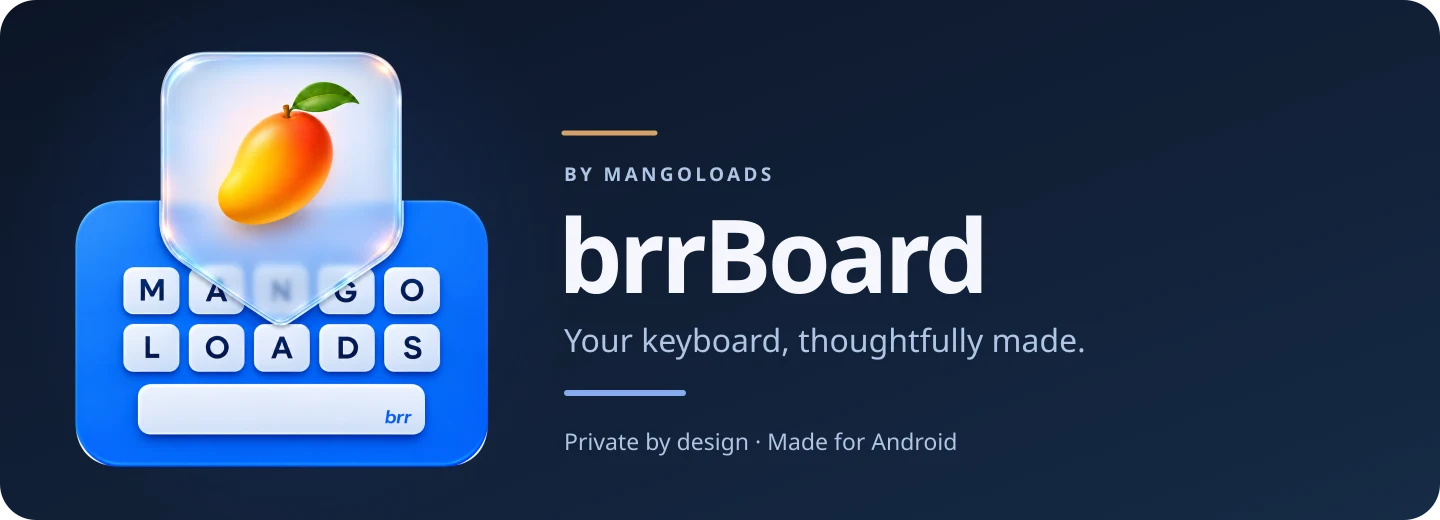 M A N G O
L O A D S
brr
BY MANGOLOADS
brrBoard
Your keyboard, thoughtfully made.
Private by design · Made for Android